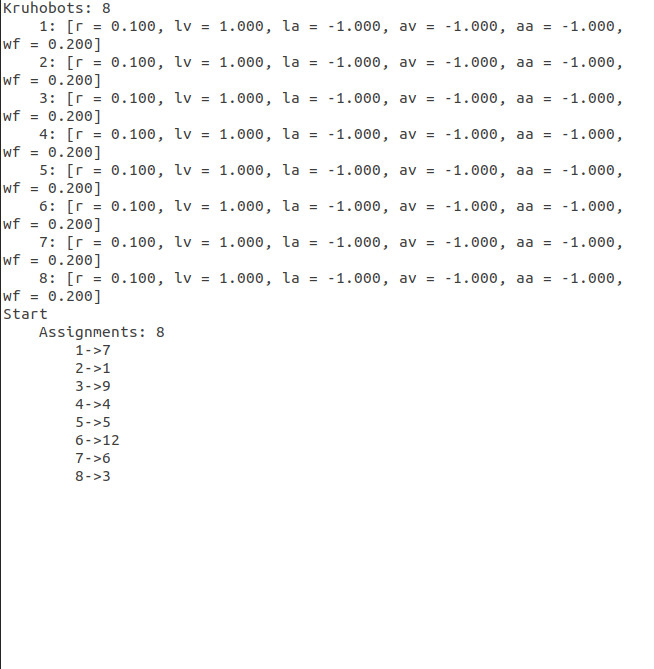 Kruhobots: 8
    1: [r = 0.100, lv = 1.000, la = -1.000, av = -1.000, aa = -1.000,
wf = 0.200]
    2: [r = 0.100, lv = 1.000, la = -1.000, av = -1.000, aa = -1.000,
wf = 0.200]
    3: [r = 0.100, lv = 1.000, la = -1.000, av = -1.000, aa = -1.000,
wf = 0.200]
    4: [r = 0.100, lv = 1.000, la = -1.000, av = -1.000, aa = -1.000,
wf = 0.200]
    5: [r = 0.100, lv = 1.000, la = -1.000, av = -1.000, aa = -1.000,
wf = 0.200]
    6: [r = 0.100, lv = 1.000, la = -1.000, av = -1.000, aa = -1.000,
wf = 0.200]
    7: [r = 0.100, lv = 1.000, la = -1.000, av = -1.000, aa = -1.000,
wf = 0.200]
    8: [r = 0.100, lv = 1.000, la = -1.000, av = -1.000, aa = -1.000,
wf = 0.200]
Start
    Assignments: 8
        1->7
        2->1
        3->9
        4->4
        5->5
        6->12
        7->6
        8->3